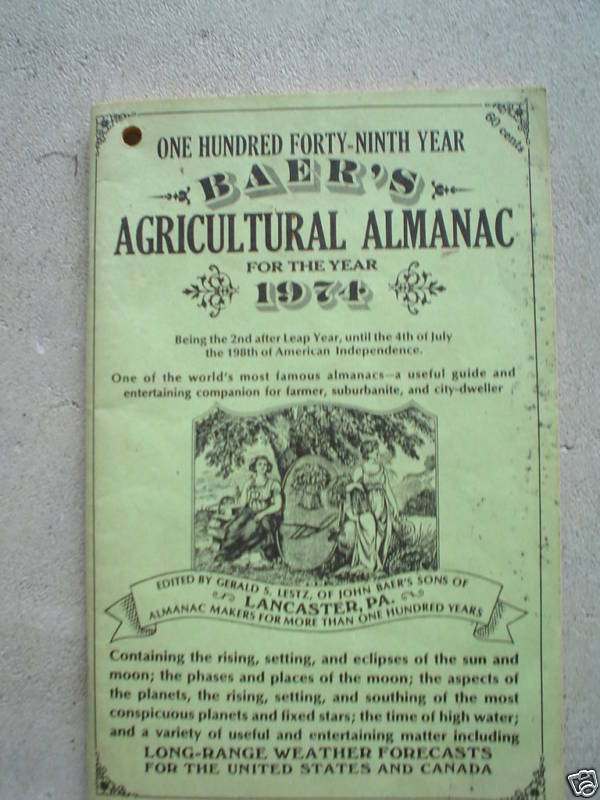 60 cents
ONE HUNDRED FORTY-NINTH YEAR
BAER'S
AGRICULTURAL ALMANAC
FOR THE YEAR
1974
Being the 2nd after Leap Year, until the 4th of July
the 198th of American Independence.
One of the world's most famous almanacs—a useful guide and
entertaining companion for farmer, suburbanite, and city-dweller
EDITED BY GERALD S. LESTZ, OF JOHN BAER'S SONS OF
LANCASTER, PA.
ALMANAC MAKERS FOR MORE THAN ONE HUNDRED YEARS
Containing the rising, setting, and eclipses of the sun and
moon; the phases and places of the moon; the aspects of
the planets, the rising, setting, and southing of the most
conspicuous planets and fixed stars; the time of high water;
and a variety of useful and entertaining matter including
LONG-RANGE WEATHER FORECASTS
FOR THE UNITED STATES AND CANADA